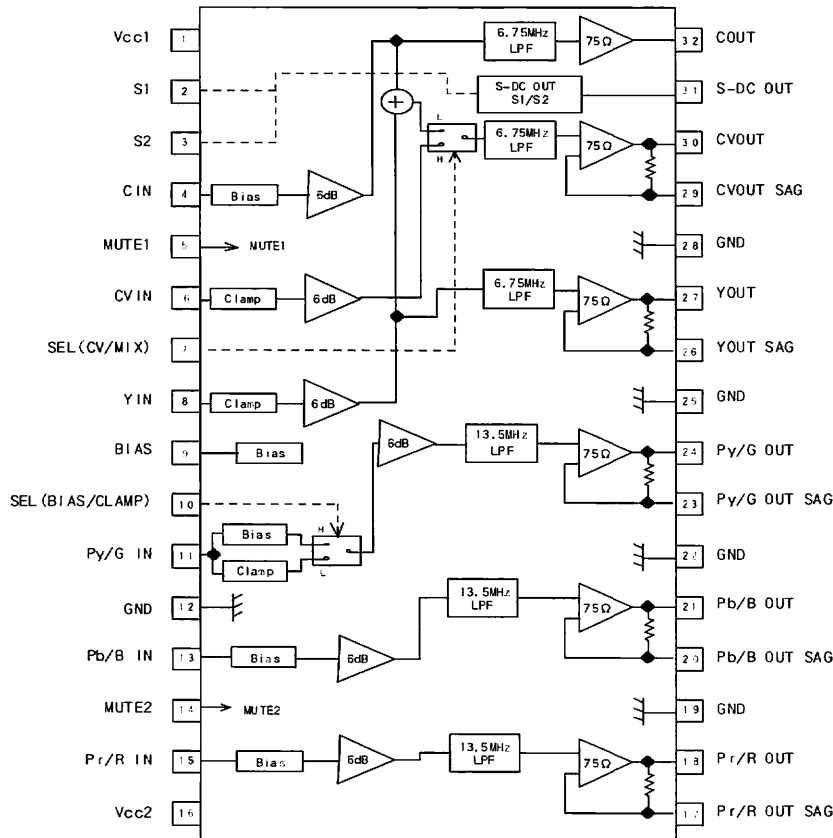 Vcc1 1 6.75MHz LPF 75Ω 32 COUT
S1 2 S-DC OUT S1/S2 31 S-DC OUT
S2 3 + L H 6.75MHz LPF 75Ω 30 CVOUT
CIN 4 Bias 6dB 29 CVOUT SAG
MUTE1 5 MUTE1 28 GND
CVIN 6 Clamp 6dB 6.75MHz LPF 75Ω 27 YOUT
SEL(CV/MIX) 7 26 YOUT SAG
YIN 8 Clamp 6dB 25 GND
BIAS 9 Bias 6dB 13.5MHz LPF 75Ω 24 Py/G OUT
SEL(BIAS/CLAMP) 10 23 Py/G OUT SAG
Py/G IN 11 Bias Clamp H L 22 GND
GND 12 13.5MHz LPF 75Ω 21 Pb/B OUT
Pb/B IN 13 Bias 6dB 20 Pb/B OUT SAG
MUTE2 14 MUTE2 19 GND
Pr/R IN 15 Bias 6dB 13.5MHz LPF 75Ω 18 Pr/R OUT
Vcc2 16 17 Pr/R OUT SAG